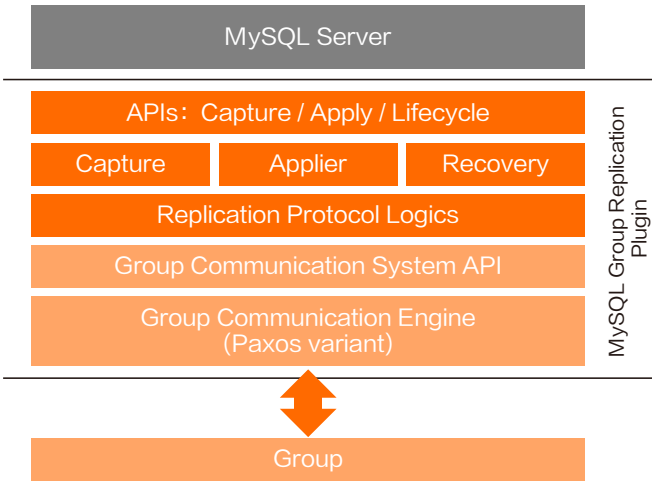 MySQL Server
APIs：Capture / Apply / Lifecycle
Capture
Applier
Recovery
Replication Protocol Logics
Group Communication System API
Group Communication Engine
(Paxos variant)
MySQL Group Replication
Plugin
Group